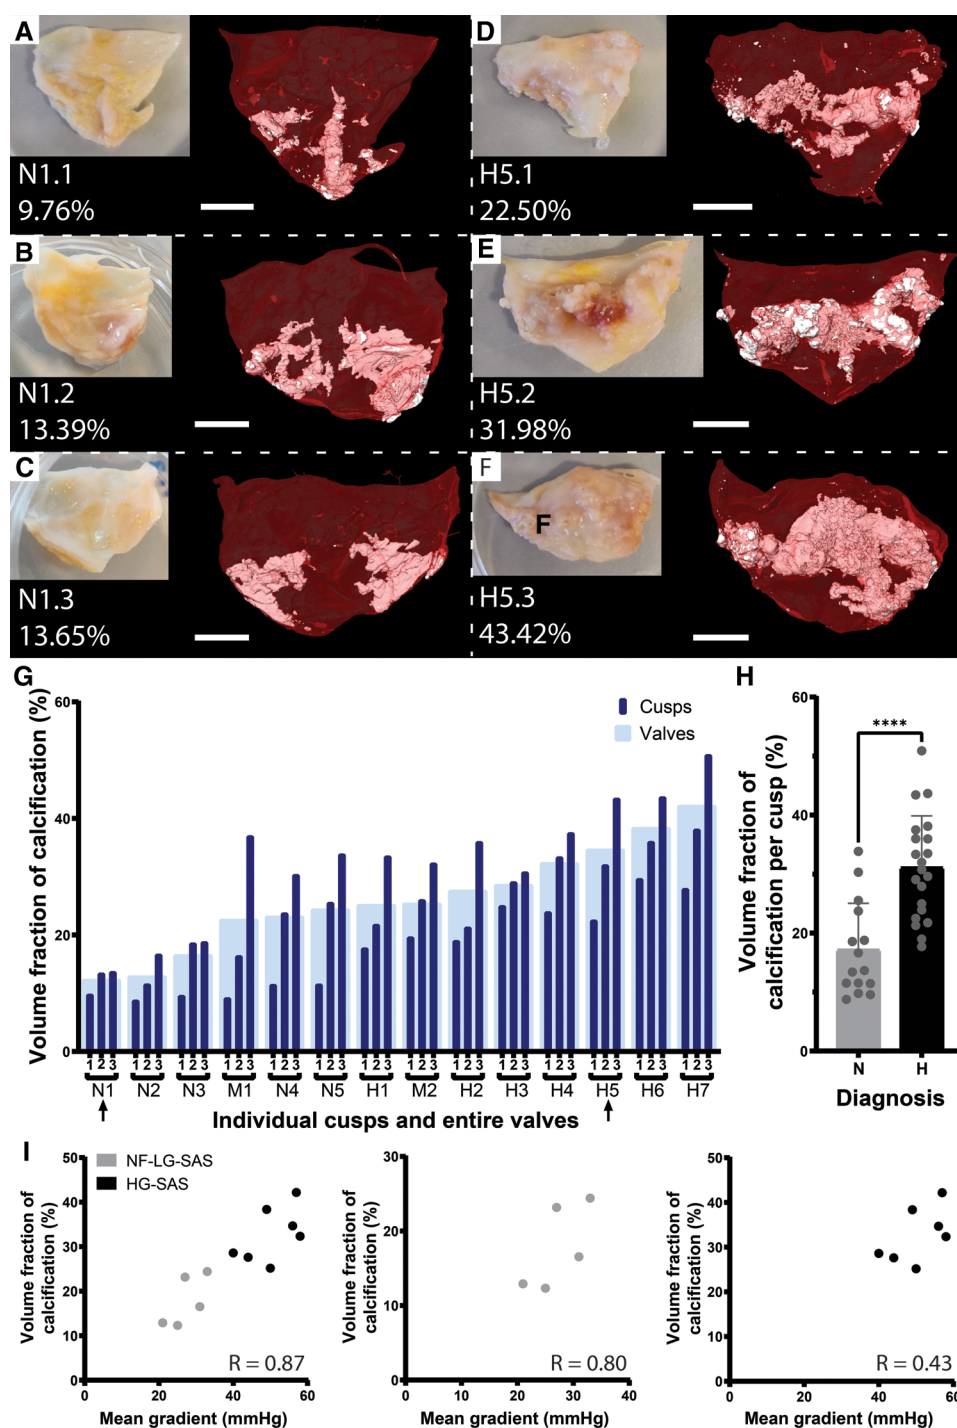 A
N1.1
9.76%
D
H5.1
22.50%
B
N1.2
13.39%
E
H5.2
31.98%
C
N1.3
13.65%
F
F
H5.3
43.42%
G
Volume fraction of calcification (%)
60
40
20
0
Cusps
Valves
1 2 3 1 2 3 1 2 3 1 2 3 1 2 3 1 2 3 1 2 3 1 2 3 1 2 3 1 2 3 1 2 3 1 2 3 1 2 3 1 2 3
N1 N2 N3 M1 N4 N5 H1 M2 H2 H3 H4 H5 H6 H7
Individual cusps and entire valves
H
Volume fraction of
calcification per cusp (%)
60
40
20
0
****
N H
Diagnosis
I
Volume fraction of
calcification (%)
50
40
30
20
10
0
NF-LG-SAS
HG-SAS
R = 0.87
0 20 40 60
Mean gradient (mmHg)
Volume fraction of
calcification (%)
30
20
10
0
R = 0.80
0 10 20 30 40
Mean gradient (mmHg)
Volume fraction of
calcification (%)
50
40
30
20
10
0
R = 0.43
0 20 40 60
Mean gradient (mmHg)